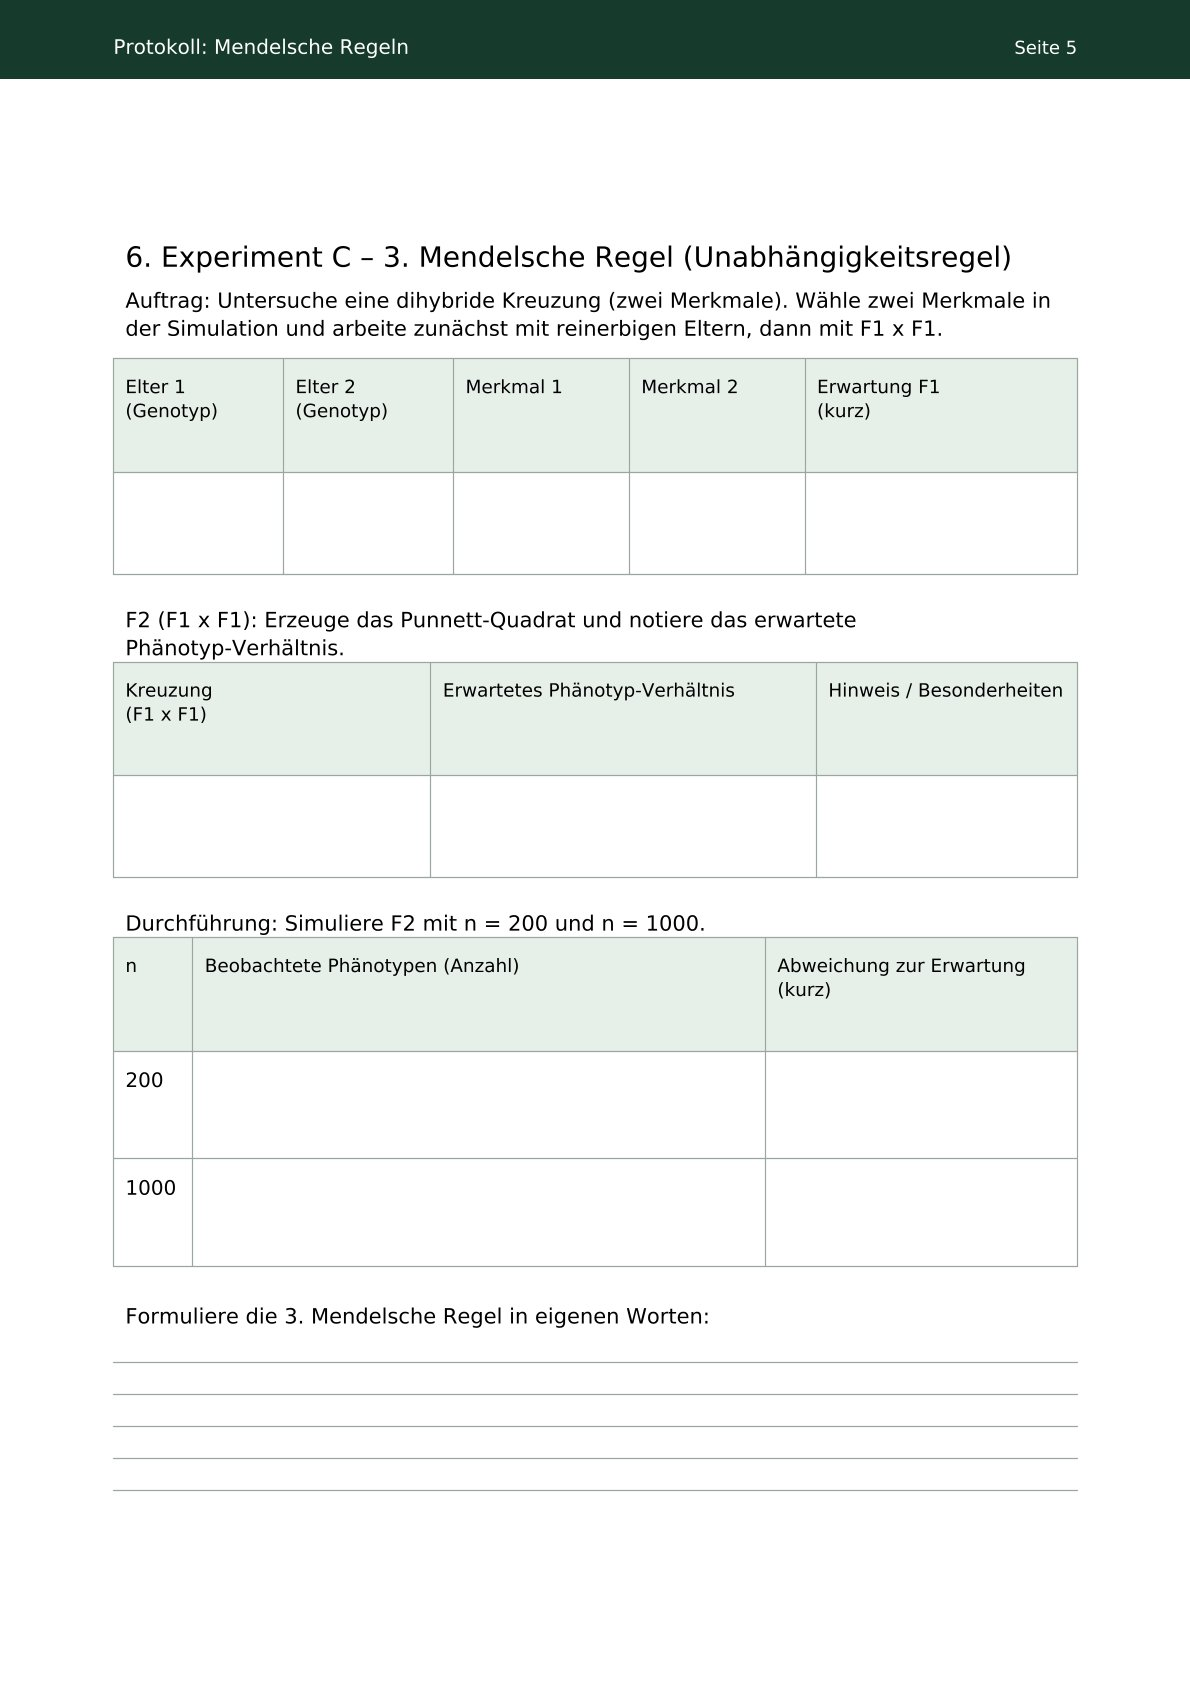 Protokoll: Mendelsche Regeln
Seite 5
6. Experiment C – 3. Mendelsche Regel (Unabhängigkeitsregel)
Auftrag: Untersuche eine dihybride Kreuzung (zwei Merkmale). Wähle zwei Merkmale in
der Simulation und arbeite zunächst mit reinerbigen Eltern, dann mit F1 x F1.
Elter 1
(Genotyp)
Elter 2
(Genotyp)
Merkmal 1
Merkmal 2
Erwartung F1
(kurz)
F2 (F1 x F1): Erzeuge das Punnett-Quadrat und notiere das erwartete
Phänotyp-Verhältnis.
Kreuzung
(F1 x F1)
Erwartetes Phänotyp-Verhältnis
Hinweis / Besonderheiten
Durchführung: Simuliere F2 mit n = 200 und n = 1000.
n
Beobachtete Phänotypen (Anzahl)
Abweichung zur Erwartung
(kurz)
200
1000
Formuliere die 3. Mendelsche Regel in eigenen Worten: